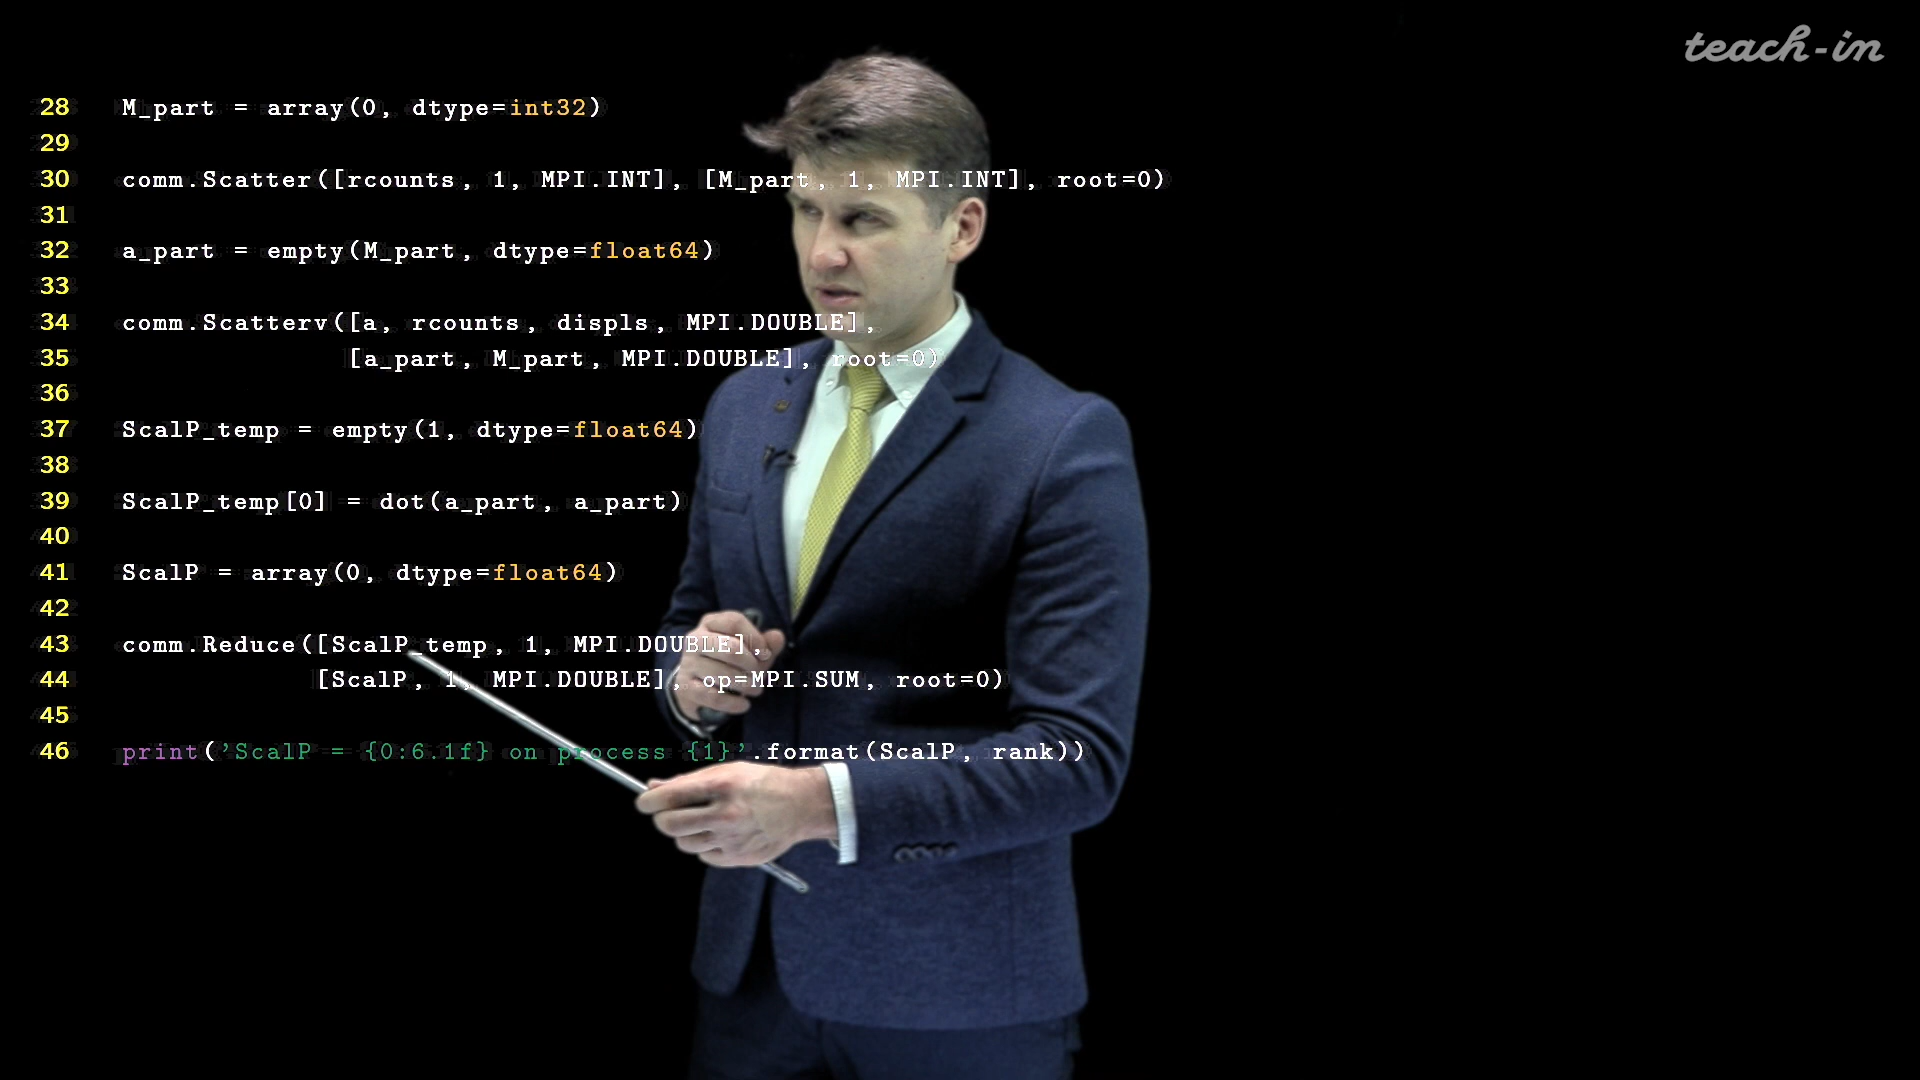 teach-in
28 M_part = array(0, dtype=int32)
29
30 comm.Scatter([rcounts, 1, MPI.INT], [M_part, 1, MPI.INT], root=0)
31
32 a_part = empty(M_part, dtype=float64)
33
34 comm.Scatterv([a, rcounts, displs, MPI.DOUBLE],
35 [a_part, M_part, MPI.DOUBLE], root=0)
36
37 ScalP_temp = empty(1, dtype=float64)
38
39 ScalP_temp[0] = dot(a_part, a_part)
40
41 ScalP = array(0, dtype=float64)
42
43 comm.Reduce([ScalP_temp, 1, MPI.DOUBLE],
44 [ScalP, 1, MPI.DOUBLE], op=MPI.SUM, root=0)
45
46 print('ScalP = {0:6.1f} on process {1}'.format(ScalP, rank))